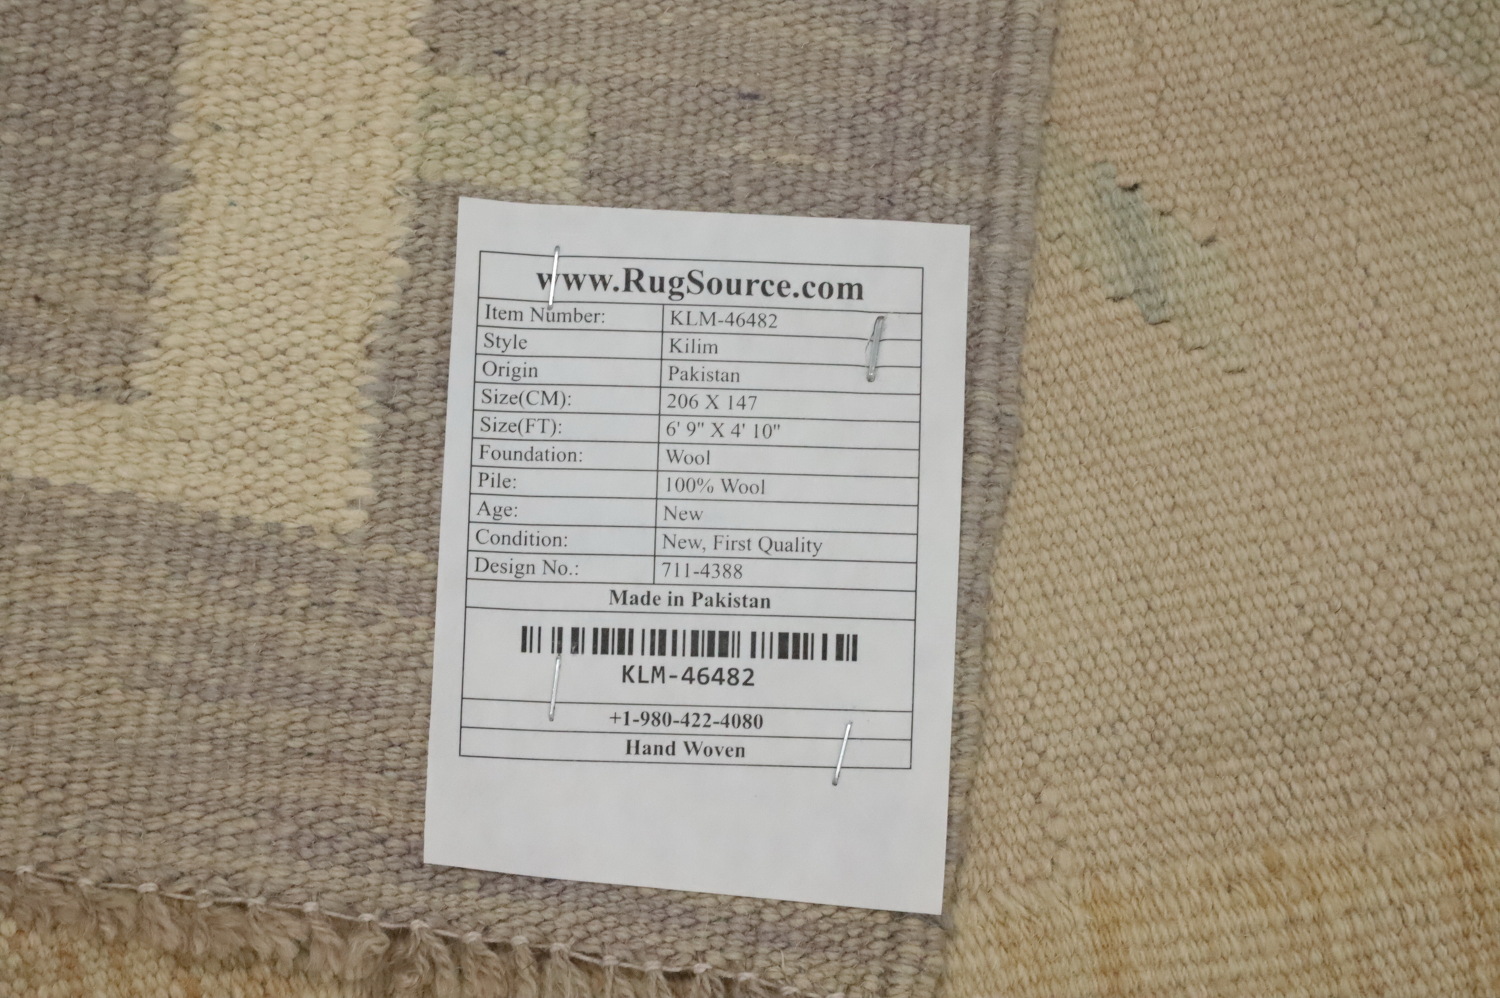 www.RugSource.com
Item Number: KLM-46482
Style Kilim
Origin Pakistan
Size(CM): 206 X 147
Size(FT): 6' 9" X 4' 10"
Foundation: Wool
Pile: 100% Wool
Age: New
Condition: New, First Quality
Design No.: 711-4388
Made in Pakistan
KLM-46482
+1-980-422-4080
Hand Woven